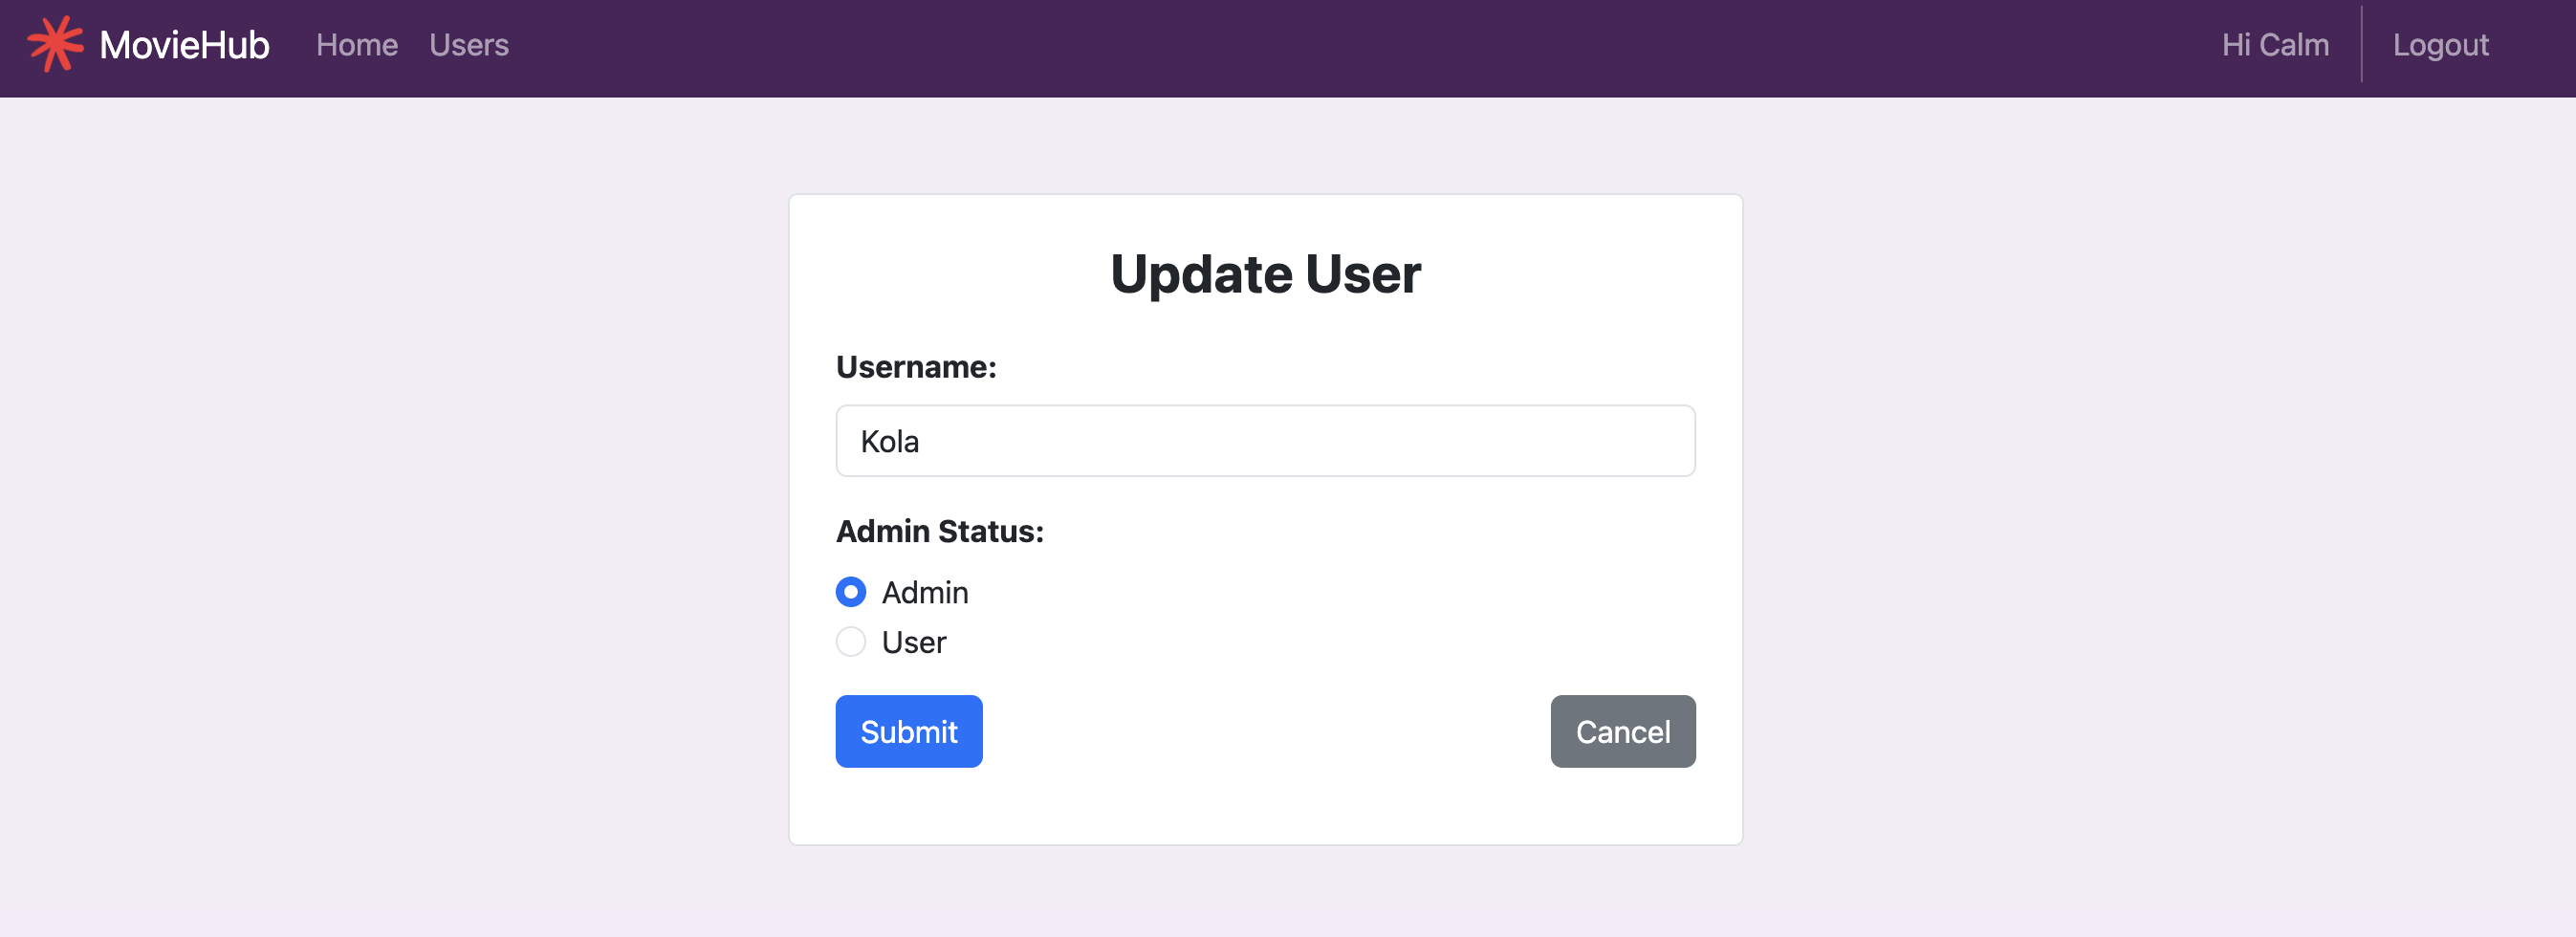 MovieHub Home Users Hi Calm Logout
Update User
Username:
Kola
Admin Status:
Admin
User
Submit Cancel